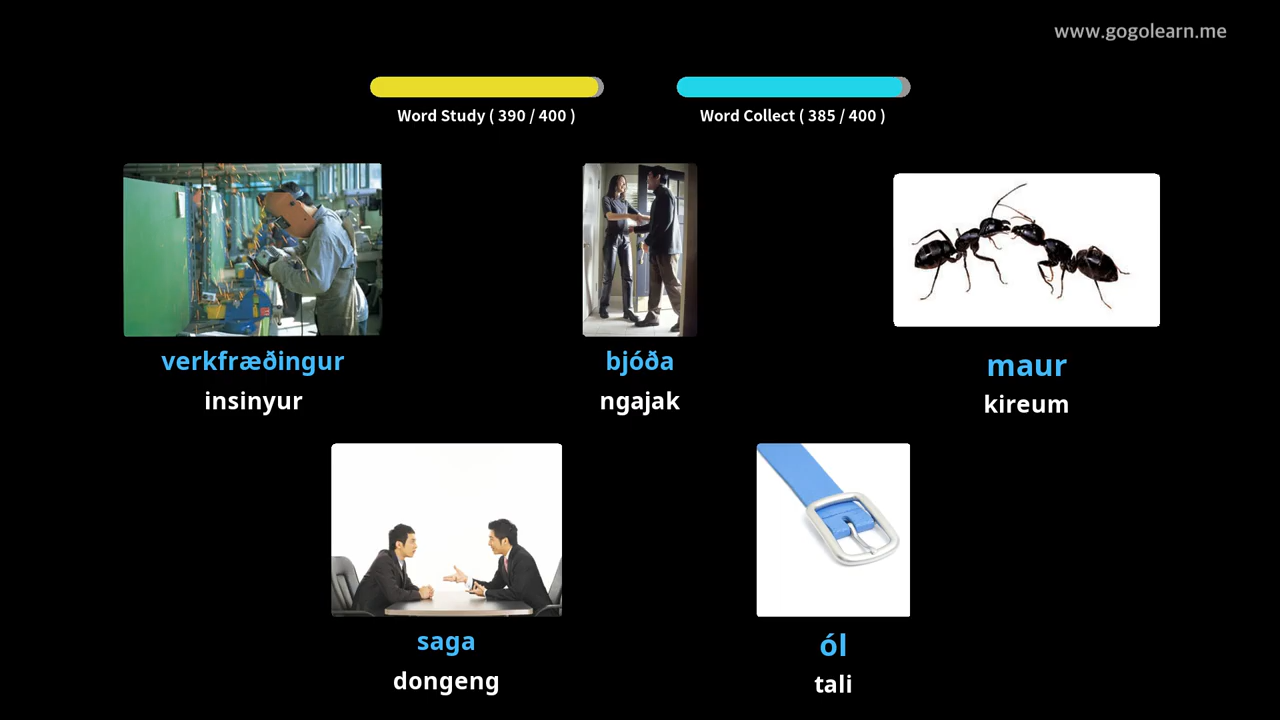 www.gogolearn.me
Word Study ( 390 / 400 )
Word Collect ( 385 / 400 )
verkfræðingur
insinyur
bjóða
ngajak
maur
kireum
saga
dongeng
ól
tali